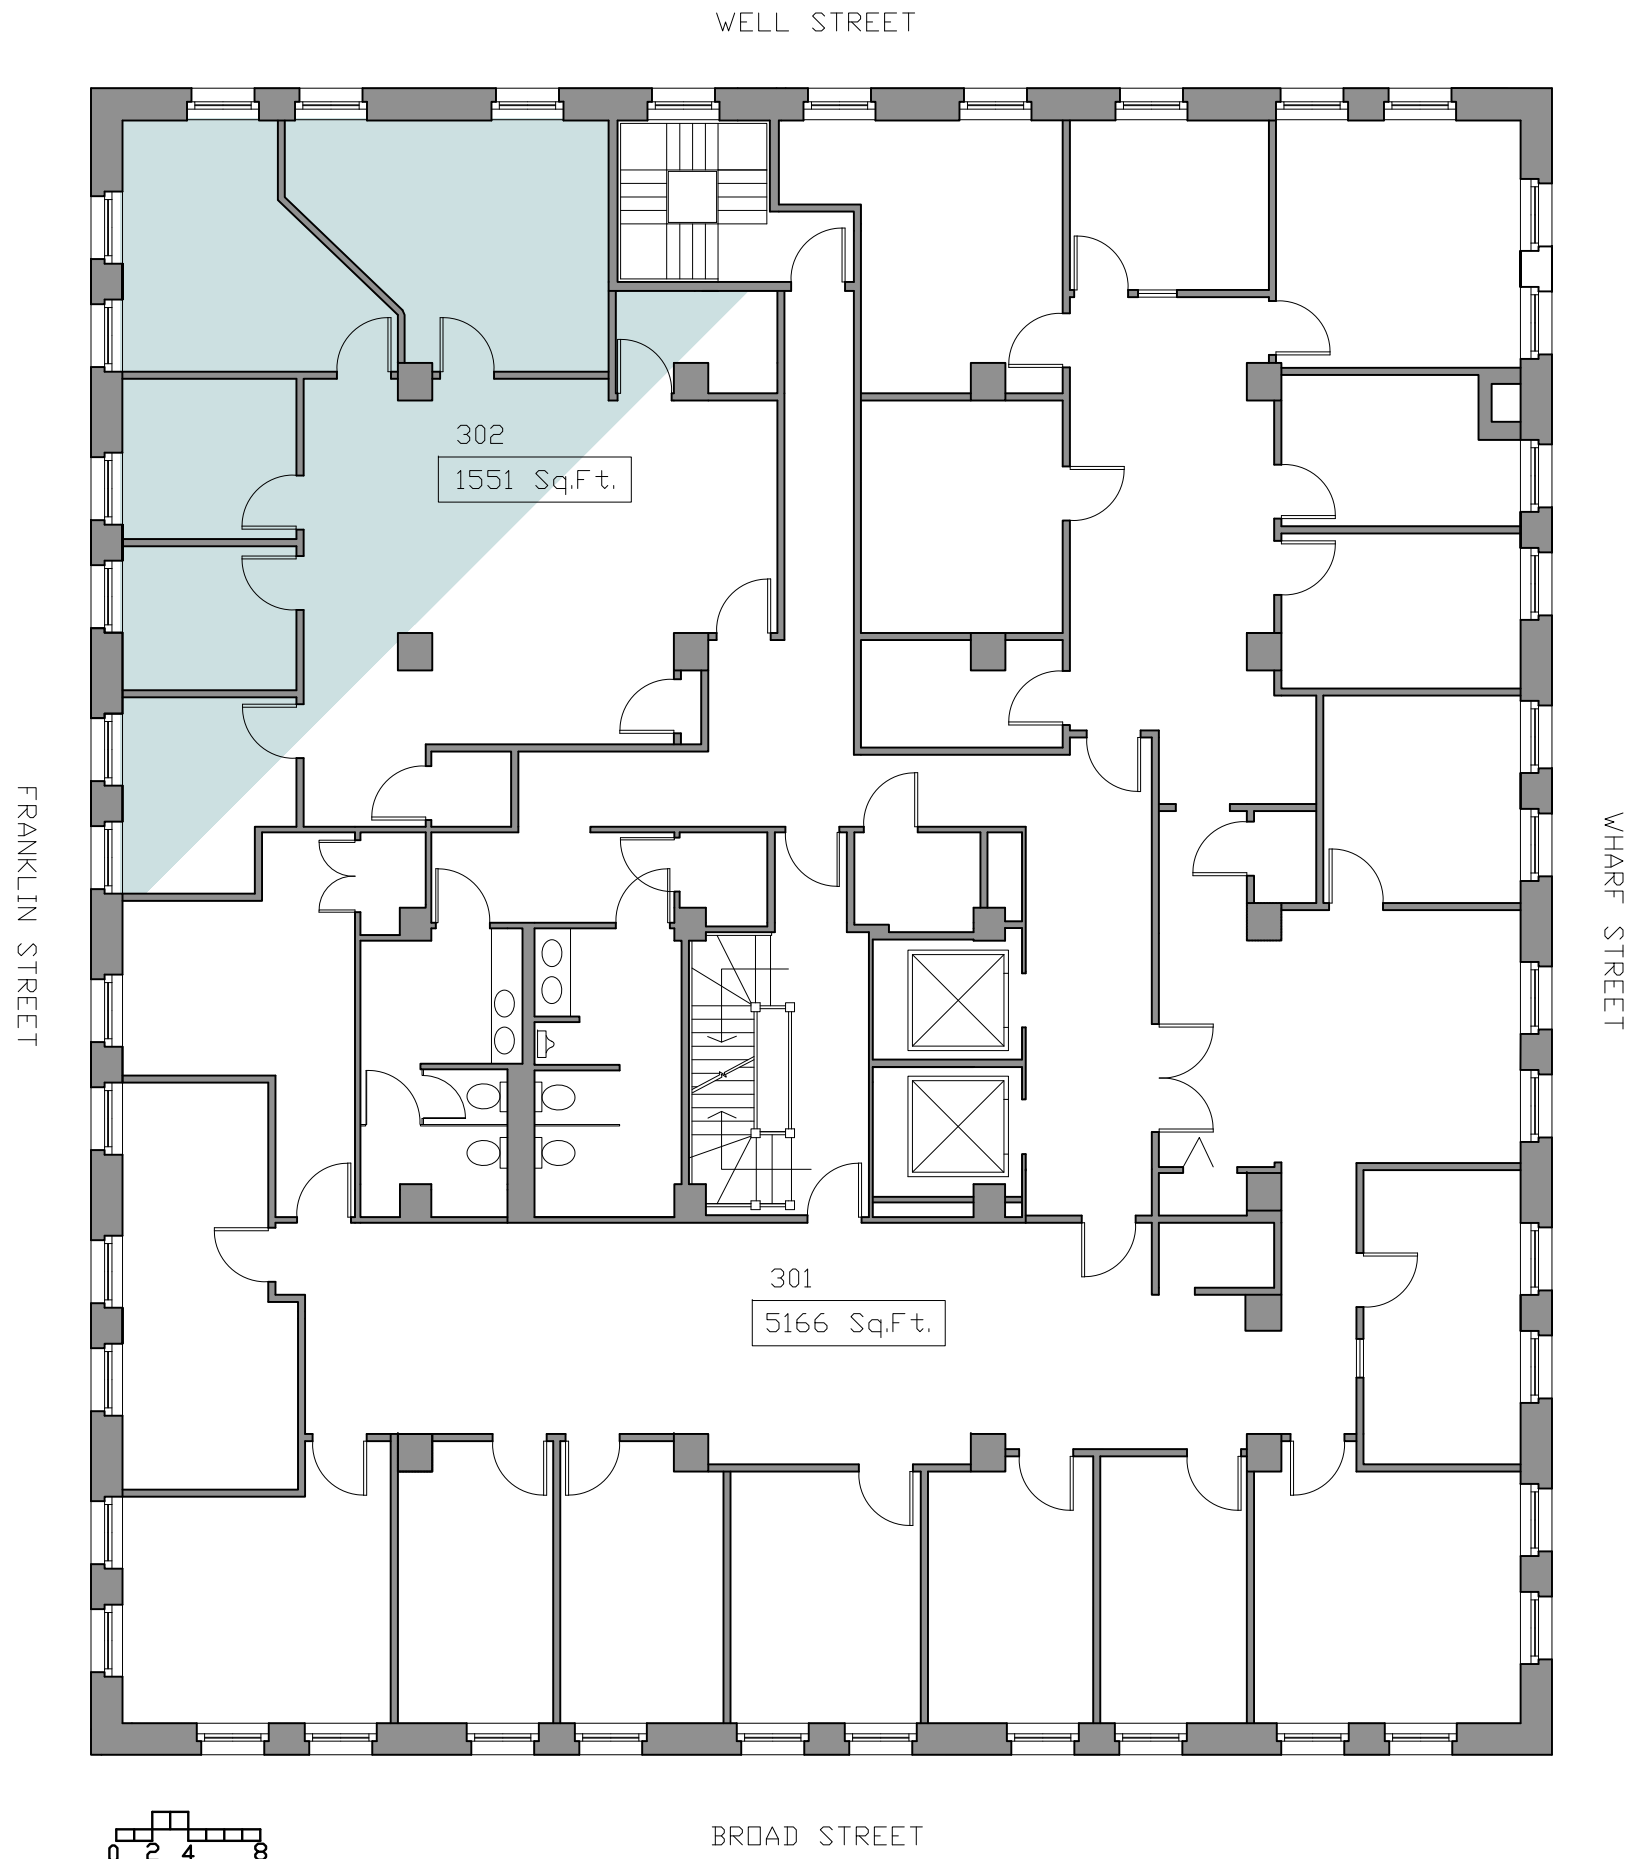 WELL STREET
302
1551 Sq.Ft.
FRANKLIN STREET
WHARF STREET
301
5166 Sq.Ft.
BROAD STREET
0 2 4 8